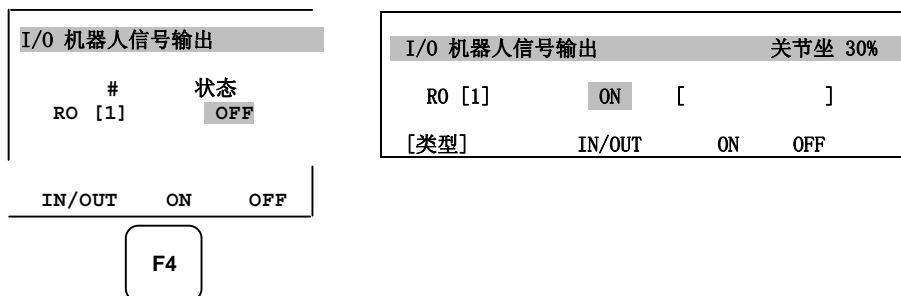 I/O 机器人信号输出
# 状态
RO [1] OFF
IN/OUT ON OFF
F4
I/O 机器人信号输出 关节坐 30%
RO [1] ON [ ]
[类型] IN/OUT ON OFF